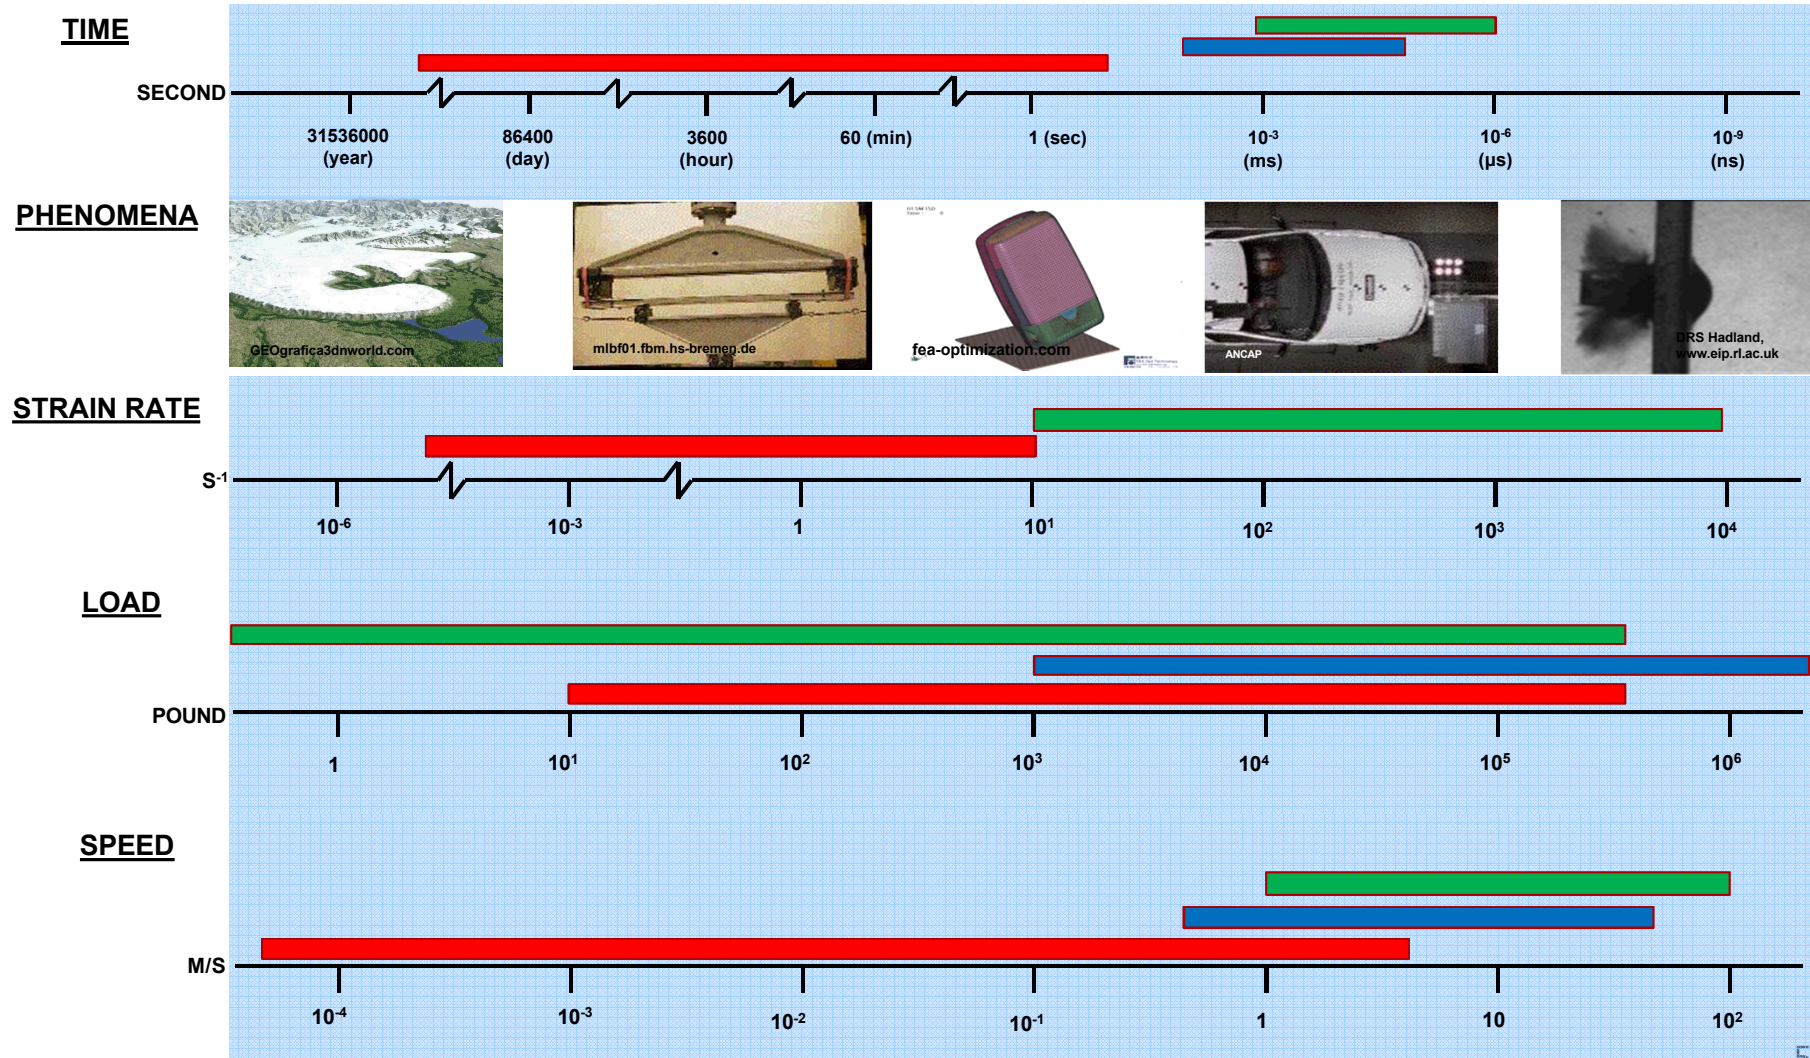 TIME
SECOND
31536000
(year)
86400
(day)
3600
(hour)
60 (min)
1 (sec)
10-3
(ms)
10-6
(µs)
10-9
(ns)
PHENOMENA
GEOgrafica3dnworld.com
mlbf01.fbm.hs-bremen.de
fea-optimization.com
ANCAP
DRS Hadland,
www.eip.rl.ac.uk
STRAIN RATE
S-1
10-6
10-3
1
101
102
103
104
LOAD
POUND
1
101
102
103
104
105
106
SPEED
M/S
10-4
10-3
10-2
10-1
1
10
102